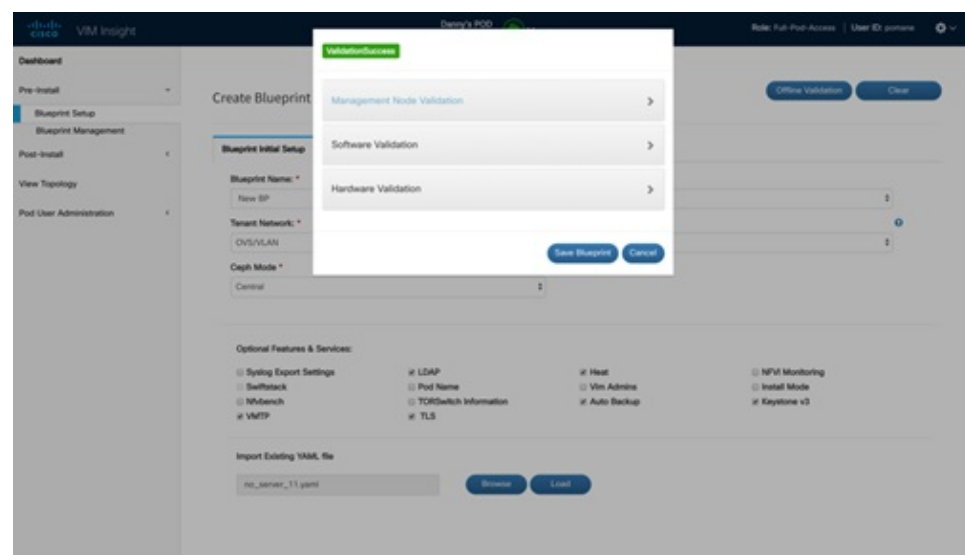 cisco VIM Insight
Danny's POD
Role: Full-Pod-Access | User ID: pomane
Dashboard
Pre-Install
Blueprint Setup
Blueprint Management
Post-Install
View Topology
Pod User Administration
Create Blueprint
Offline Validation
Clear
Blueprint Initial Setup
Blueprint Name: *
New BP
Tenant Network: *
OVS/VLAN
Ceph Mode *
Central
ValidationSuccess
Management Node Validation
Software Validation
Hardware Validation
Save Blueprint
Cancel
Optional Features & Services:
Syslog Export Settings LDAP Heat NFVI Monitoring
Swiftstack Pod Name Vim Admins Install Mode
Nfvbench TORSwitch Information Auto Backup Keystone v3
VMTP TLS
Import Existing YAML file
no_server_11.yaml
Browse
Load